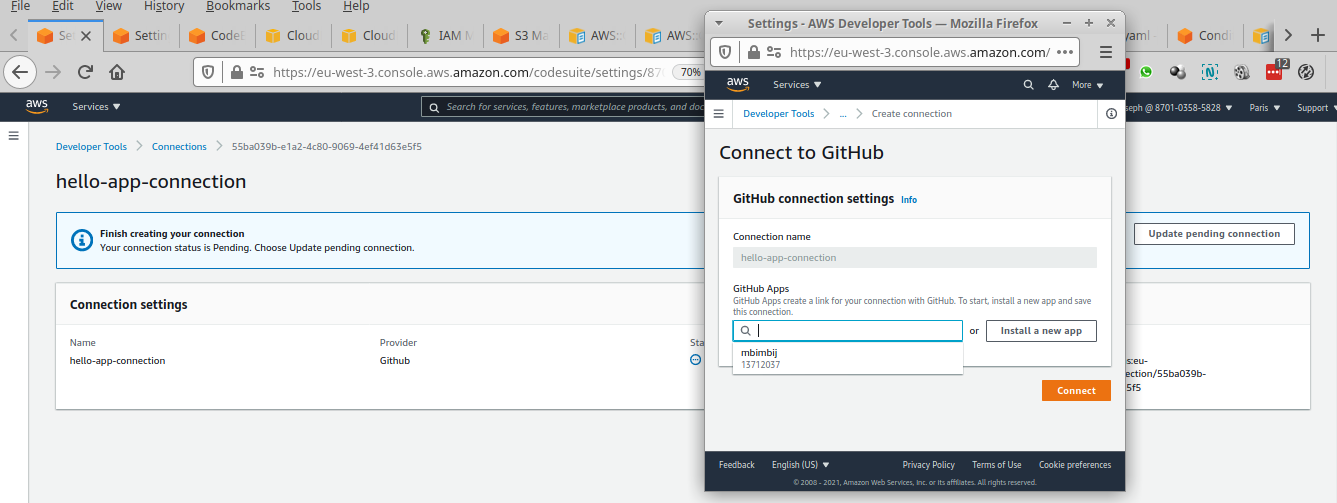 File Edit View History Bookmarks Tools Help
Settings - AWS Developer Tools — Mozilla Firefox
Settin CodeB Cloud Cloud IAM M S3 Ma AWS:: AWS:: yaml - Condi
https://eu-west-3.console.aws.amazon.com/codesuite/settings/87 70%
https://eu-west-3.console.aws.amazon.com/
12
aws Services Search for services, features, marketplace products, and doc
aws Services More
seph @ 8701-0358-5828 Paris Support
Developer Tools Connections 55ba039b-e1a2-4c80-9069-4ef41d63e5f5
hello-app-connection
Finish creating your connection
Your connection status is Pending. Choose Update pending connection.
Update pending connection
Connection settings
Name Provider Sta
hello-app-connection Github
s:eu-
ection/55ba039b-
5f5
Developer Tools ... Create connection
Connect to GitHub
GitHub connection settings Info
Connection name
hello-app-connection
GitHub Apps
GitHub Apps create a link for your connection with GitHub. To start, install a new app and save
this connection.
or Install a new app
mbimbij
13712037
Connect
Feedback English (US) Privacy Policy Terms of Use Cookie preferences
© 2008 - 2021, Amazon Web Services, Inc. or its affiliates. All rights reserved.